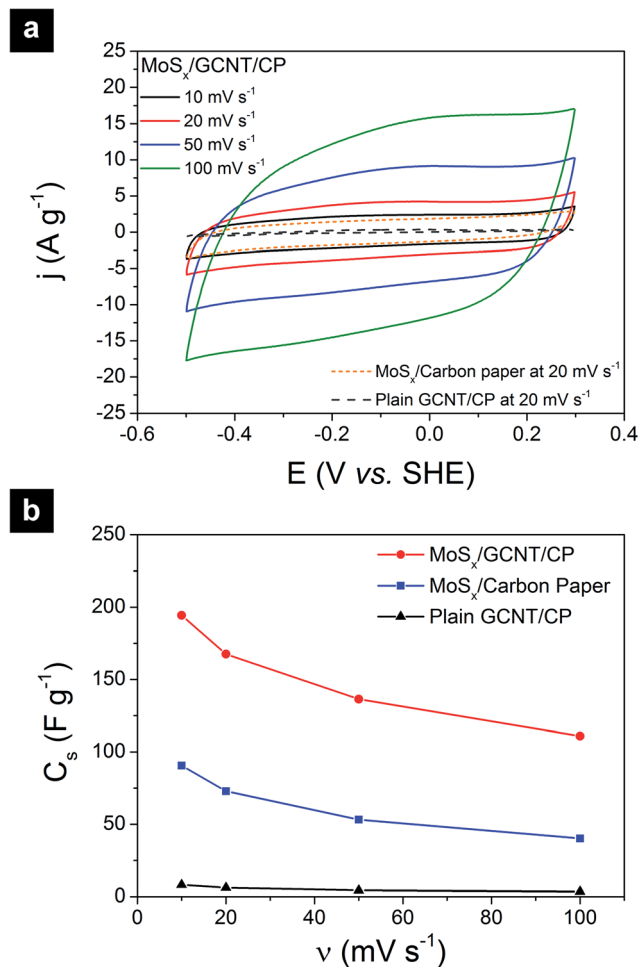 a
MoSₓ/GCNT/CP
10 mV s⁻¹
20 mV s⁻¹
50 mV s⁻¹
100 mV s⁻¹
25
20
15
10
5
0
-5
-10
-15
-20
-25
j (A g⁻¹)
MoSₓ/Carbon paper at 20 mV s⁻¹
Plain GCNT/CP at 20 mV s⁻¹
-0.6 -0.4 -0.2 0.0 0.2 0.4
E (V vs. SHE)
b
250
200
150
100
50
0
Cₛ (F g⁻¹)
MoSₓ/GCNT/CP
MoSₓ/Carbon Paper
Plain GCNT/CP
0 20 40 60 80 100
ν (mV s⁻¹)